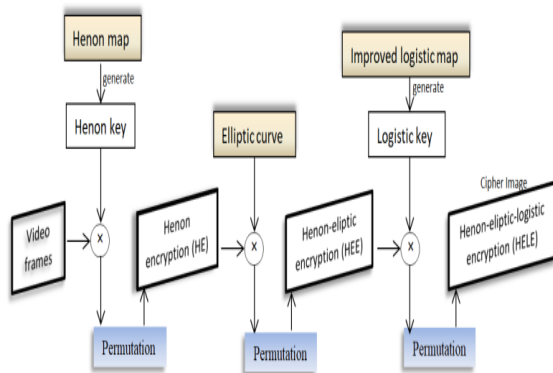 Henon map
generate
Henon key
Elliptic curve
Improved logistic map
generate
Logistic key
Cipher Image
Video
frames
x
Henon
encryption (HE)
x
Henon-eliptic
encryption (HEE)
x
Henon-eliptic-logistic
encryption (HELE)
Permutation
Permutation
Permutation